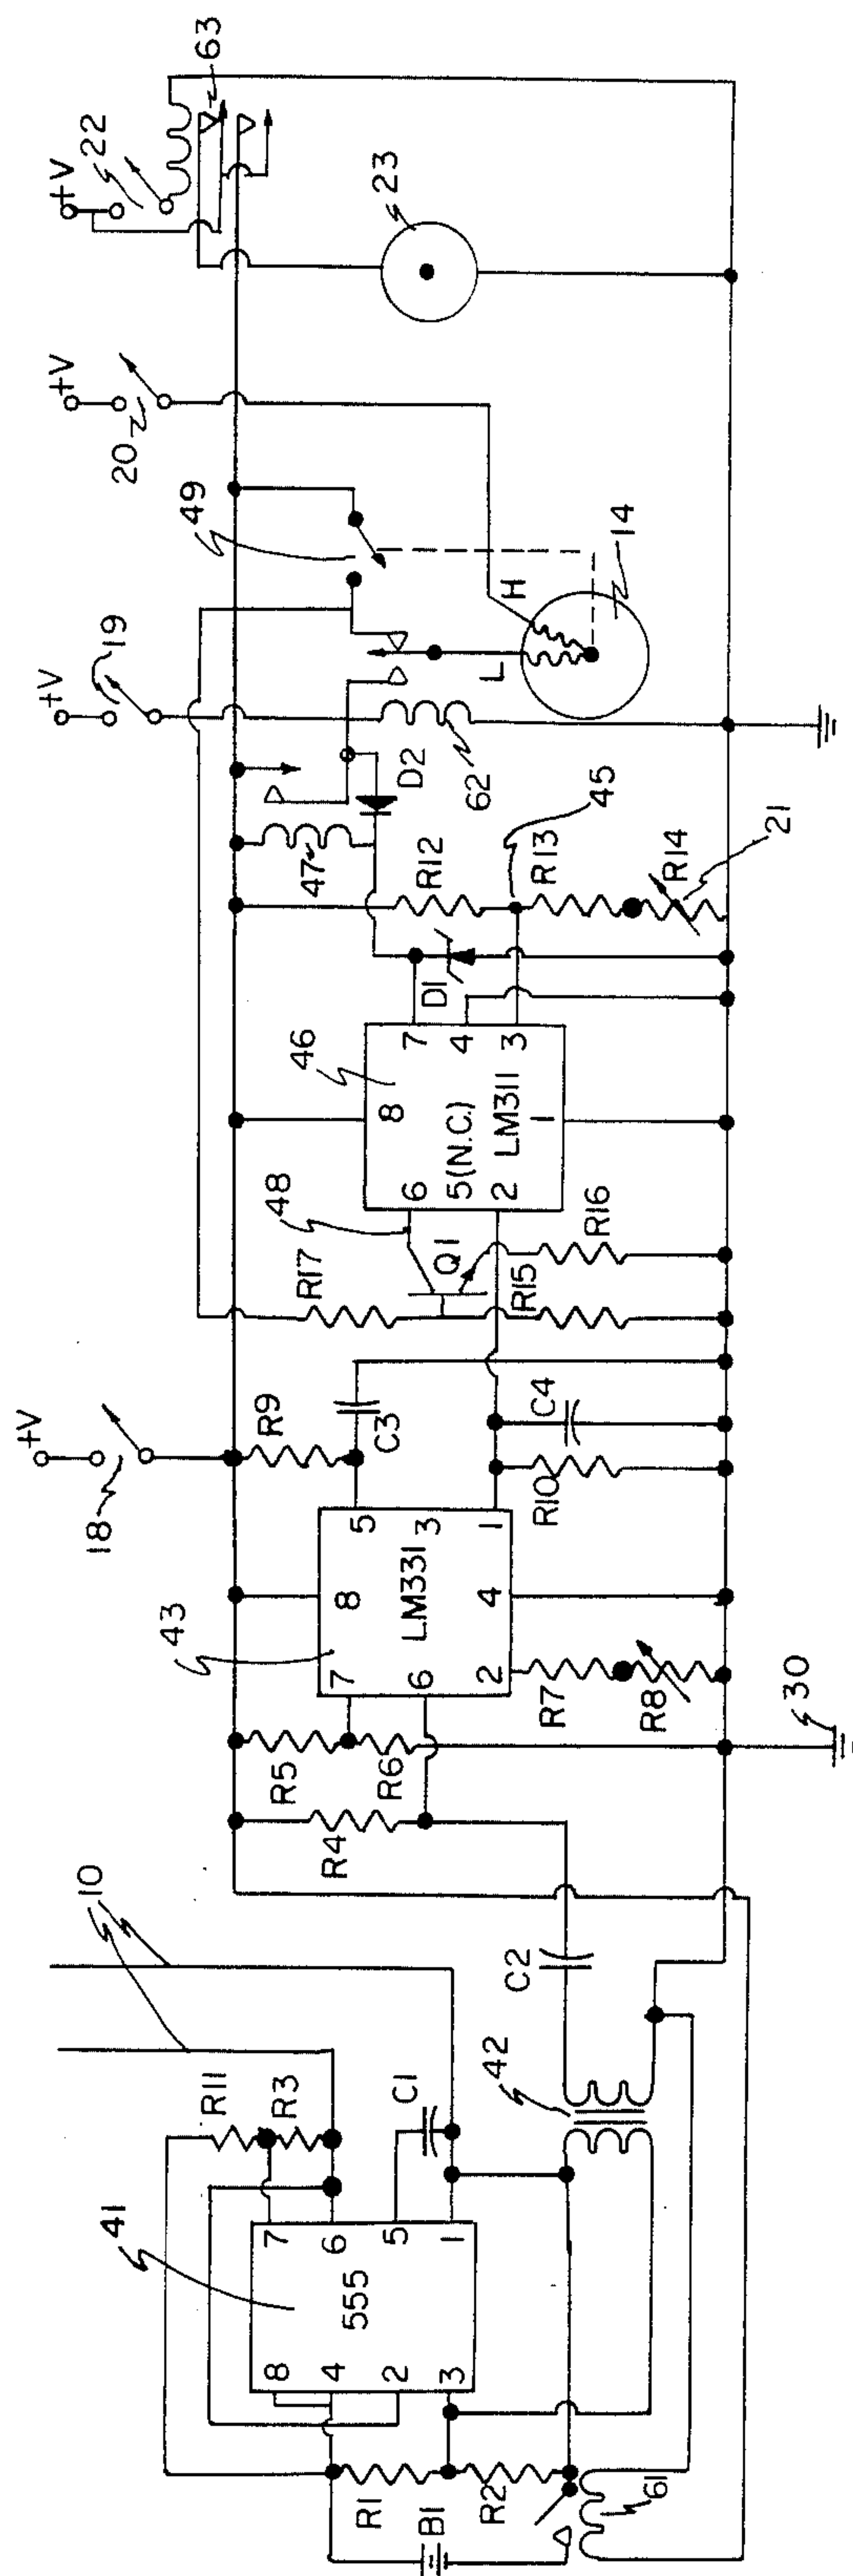 +V
22
63
23
+V
20
49
H
14
L
+V
19
62
D2
47
R12
45
R13
R14
21
D1
46
8
7
4
3
5(N.C.)
LM311
1
6
2
48
Q1
R17
R15
R16
+V
18
R9
C3
C4
R10
43
8
5
3
1
LM331
4
7
6
2
R5
R6
R4
R7
R8
30
10
C2
42
R11
R3
C1
41
7
6
5
1
555
8
4
2
3
R1
R2
B1
61